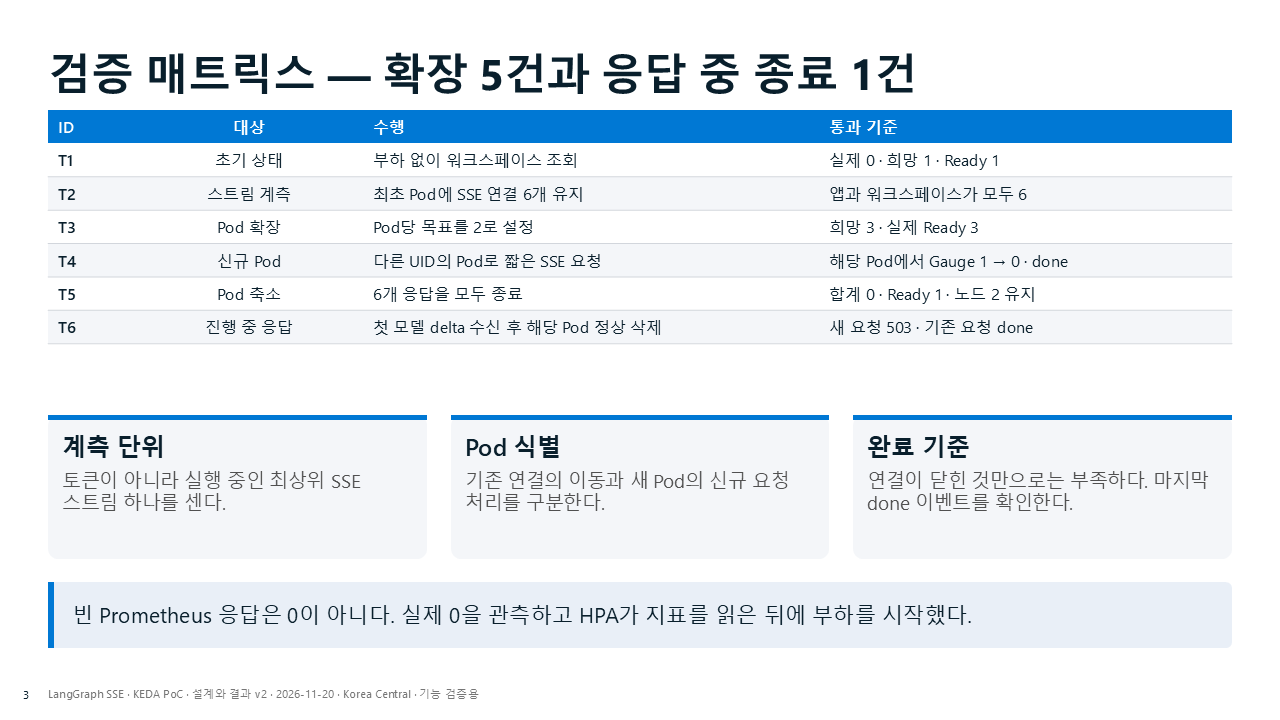 검증 매트릭스 — 확장 5건과 응답 중 종료 1건
ID 대상 수행 통과 기준
T1 초기 상태 부하 없이 워크스페이스 조회 실제 0 · 희망 1 · Ready 1
T2 스트림 계측 최초 Pod에 SSE 연결 6개 유지 앱과 워크스페이스가 모두 6
T3 Pod 확장 Pod당 목표를 2로 설정 희망 3 · 실제 Ready 3
T4 신규 Pod 다른 UID의 Pod로 짧은 SSE 요청 해당 Pod에서 Gauge 1 → 0 · done
T5 Pod 축소 6개 응답을 모두 종료 합계 0 · Ready 1 · 노드 2 유지
T6 진행 중 응답 첫 모델 delta 수신 후 해당 Pod 정상 삭제 새 요청 503 · 기존 요청 done
계측 단위
토큰이 아니라 실행 중인 최상위 SSE
스트림 하나를 센다.
Pod 식별
기존 연결의 이동과 새 Pod의 신규 요청
처리를 구분한다.
완료 기준
연결이 닫힌 것만으로는 부족하다. 마지막
done 이벤트를 확인한다.
빈 Prometheus 응답은 0이 아니다. 실제 0을 관측하고 HPA가 지표를 읽은 뒤에 부하를 시작했다.
3 LangGraph SSE · KEDA PoC · 설계와 결과 v2 · 2026-11-20 · Korea Central · 기능 검증용